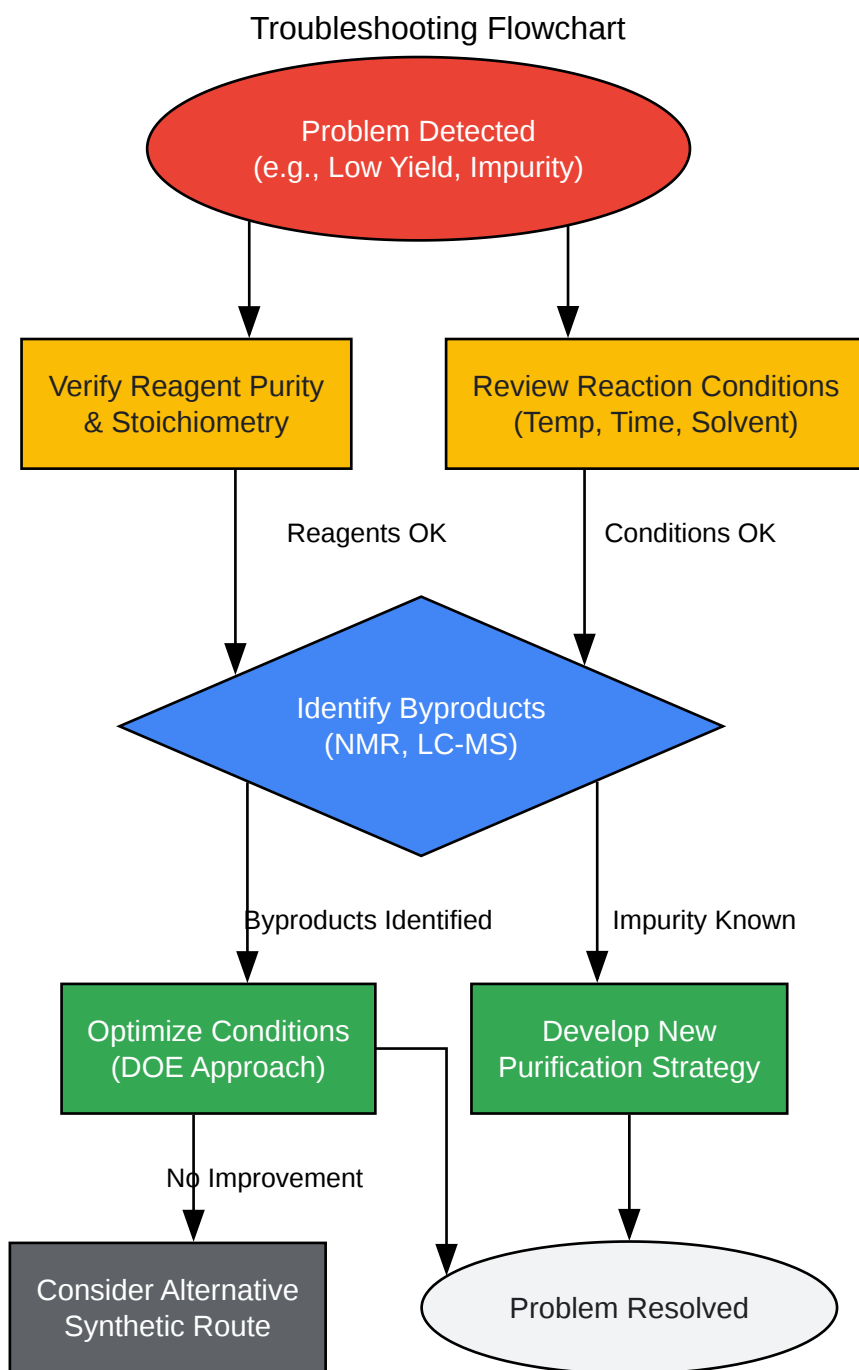 Troubleshooting Flowchart
Problem Detected
(e.g., Low Yield, Impurity)
Verify Reagent Purity
& Stoichiometry
Review Reaction Conditions
(Temp, Time, Solvent)
Reagents OK
Conditions OK
Identify Byproducts
(NMR, LC-MS)
Byproducts Identified
Impurity Known
Optimize Conditions
(DOE Approach)
Develop New
Purification Strategy
No Improvement
Consider Alternative
Synthetic Route
Problem Resolved